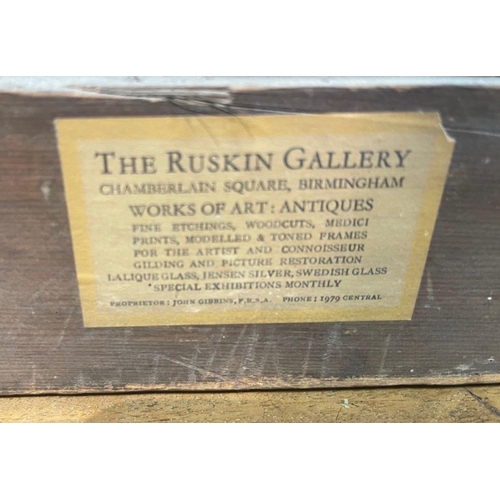 THE RUSKIN GALLERY
CHAMBERLAIN SQUARE, BIRMINGHAM
WORKS OF ART: ANTIQUES
FINE ETCHINGS, WOODCUTS, MEDICI
PRINTS, MODELLED & TONED FRAMES
FOR THE ARTIST AND CONNOISSEUR
GILDING AND PICTURE RESTORATION
LALIQUE GLASS, JENSEN SILVER, SWEDISH GLASS
SPECIAL EXHIBITIONS MONTHLY
PROPRIETOR: JOHN GIBBINS, F.R.S.A. PHONE: 1979 CENTRAL